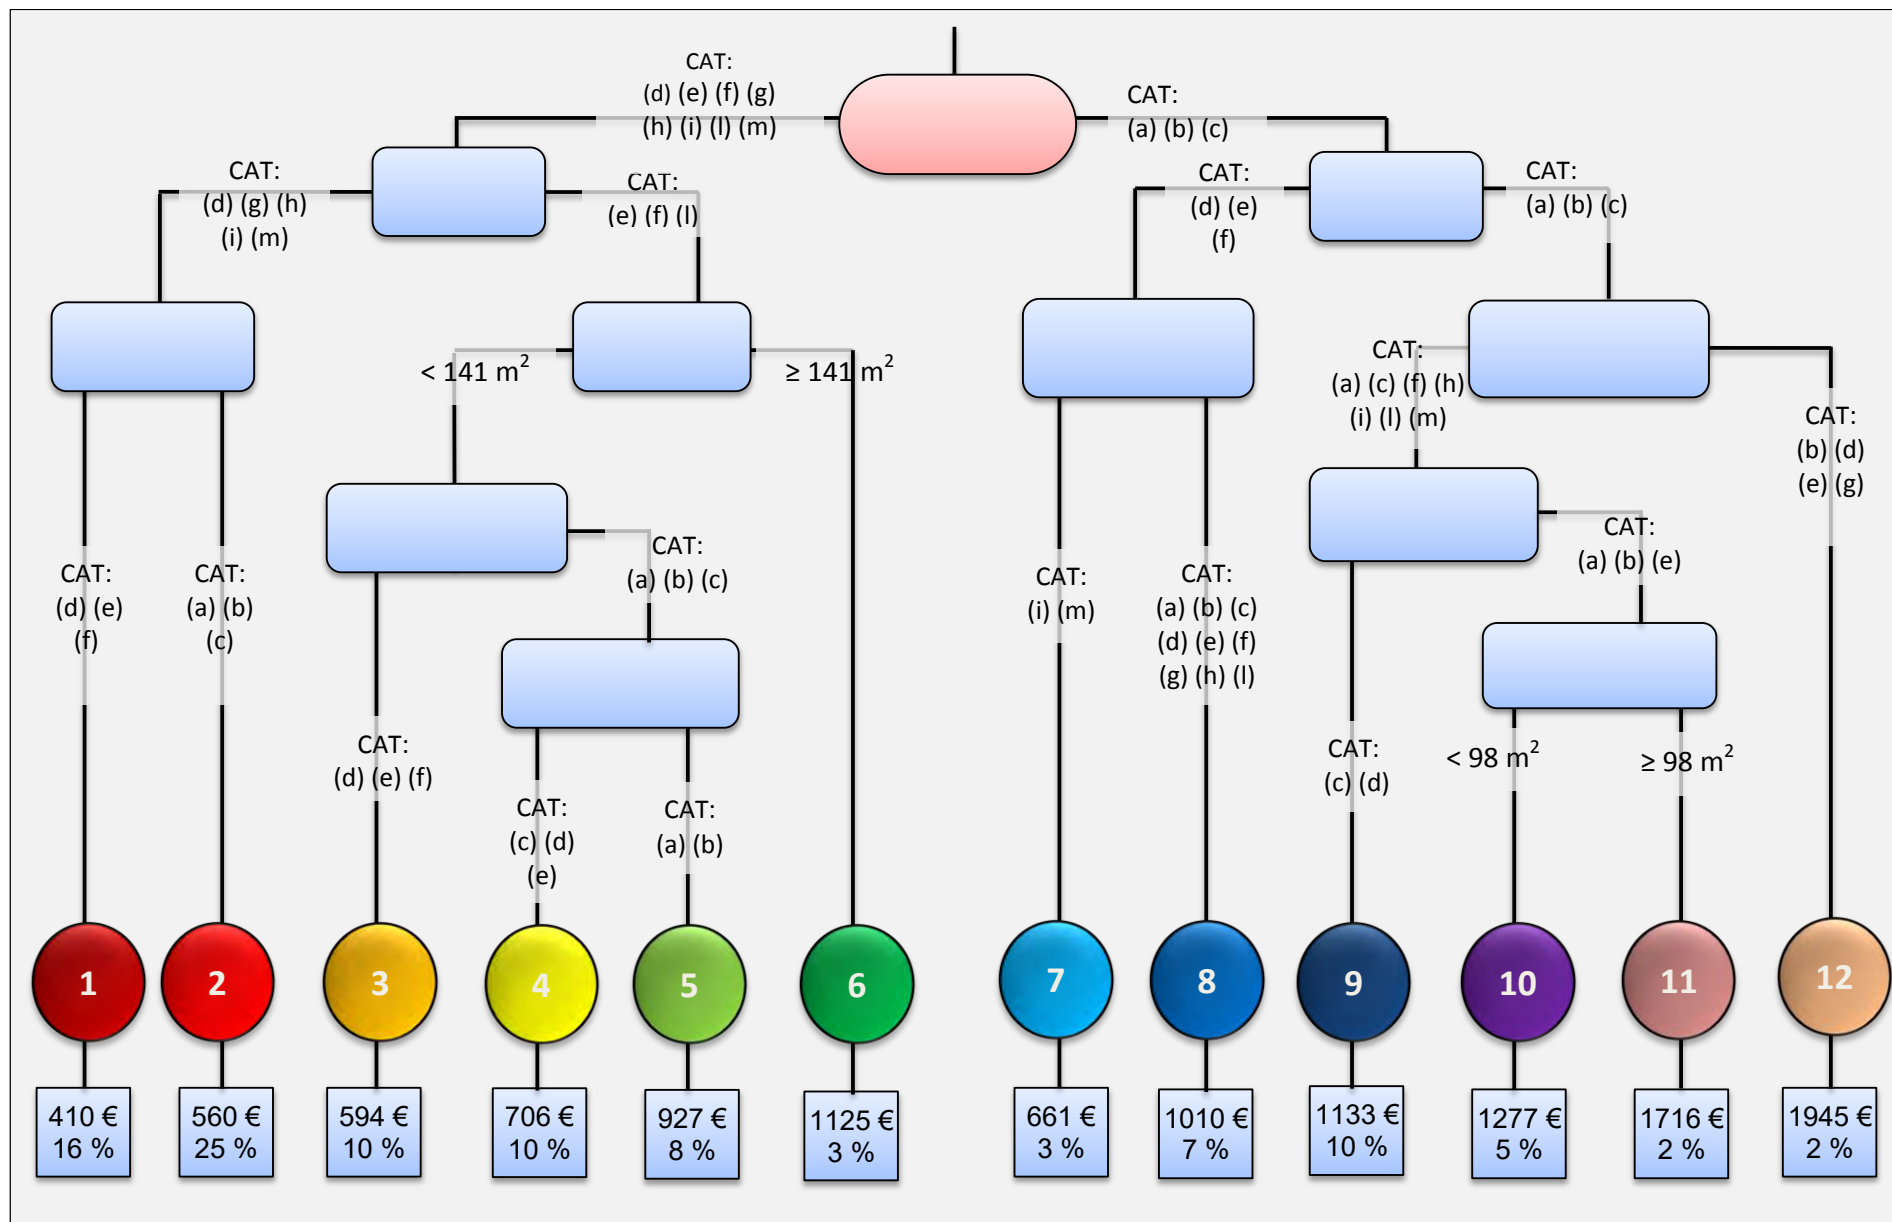 CAT:
(d) (e) (f) (g)
(h) (i) (l) (m)
CAT:
(a) (b) (c)
CAT:
(d) (g) (h)
(i) (m)
CAT:
(e) (f) (l)
CAT:
(d) (e)
(f)
CAT:
(a) (b) (c)
< 141 m²
≥ 141 m²
CAT:
(a) (c) (f) (h)
(i) (l) (m)
CAT:
(b) (d)
(e) (g)
CAT:
(d) (e)
(f)
CAT:
(a) (b)
(c)
CAT:
(a) (b) (c)
CAT:
(i) (m)
CAT:
(a) (b) (c)
(d) (e) (f)
(g) (h) (l)
CAT:
(a) (b) (e)
CAT:
(d) (e) (f)
CAT:
(c) (d)
(e)
CAT:
(a) (b)
CAT:
(c) (d)
< 98 m²
≥ 98 m²
1
2
3
4
5
6
7
8
9
10
11
12
410 €
16 %
560 €
25 %
594 €
10 %
706 €
10 %
927 €
8 %
1125 €
3 %
661 €
3 %
1010 €
7 %
1133 €
10 %
1277 €
5 %
1716 €
2 %
1945 €
2 %